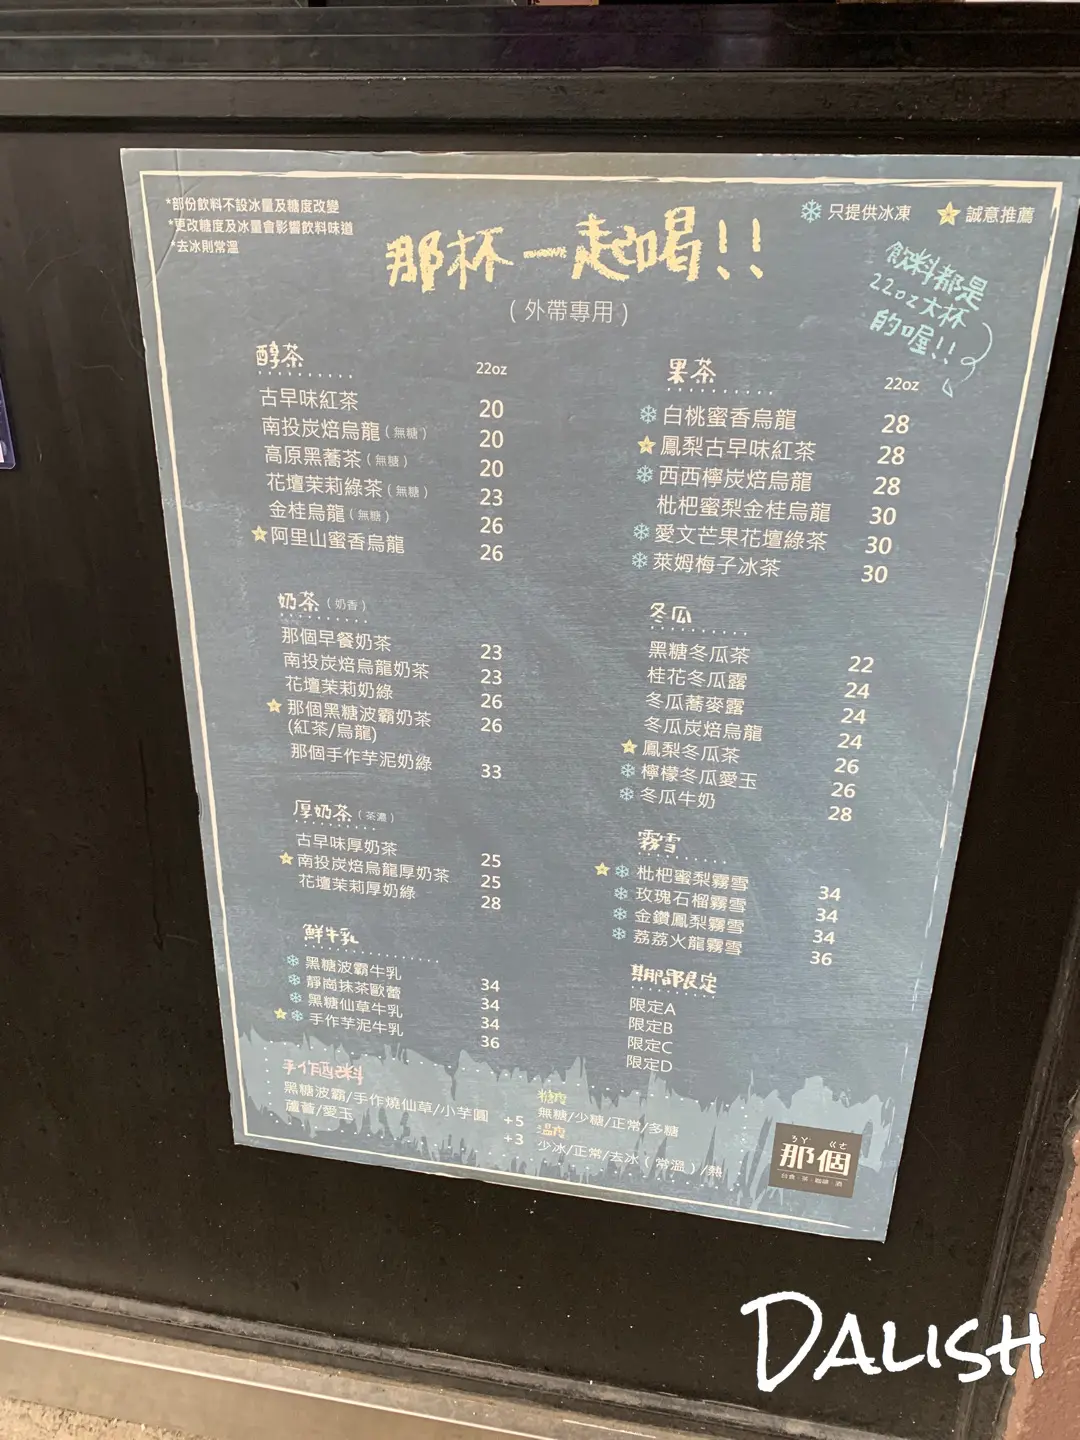 *部份飲料不設冰量及糖度改變
*更改糖度及冰量會影響飲料味道
*去冰則常溫
只提供冰凍
誠意推薦
那杯一起喝!!
(外帶專用)
飲料都是
22oz大杯
的喔!!
醇茶 22oz
古早味紅茶 20
南投炭焙烏龍(無糖) 20
高原黑蕎茶(無糖) 20
花壇茉莉綠茶(無糖) 23
金桂烏龍(無糖) 26
阿里山蜜香烏龍 26
奶茶(奶香)
那個早餐奶茶 23
南投炭焙烏龍奶茶 23
花壇茉莉奶綠 26
那個黑糖波霸奶茶 26
(紅茶/烏龍)
那個手作芋泥奶綠 33
厚奶茶(茶濃)
古早味厚奶茶 25
南投炭焙烏龍厚奶茶 25
花壇茉莉厚奶綠 28
鮮牛乳
黑糖波霸牛乳 34
靜崗抹茶歐蕾 34
黑糖仙草牛乳 34
手作芋泥牛乳 36
果茶 22oz
白桃蜜香烏龍 28
鳳梨古早味紅茶 28
西西檸炭焙烏龍 28
枇杷蜜梨金桂烏龍 30
愛文芒果花壇綠茶 30
萊姆梅子冰茶 30
冬瓜
黑糖冬瓜茶 22
桂花冬瓜露 24
冬瓜蕎麥露 24
冬瓜炭焙烏龍 24
鳳梨冬瓜茶 26
檸檬冬瓜愛玉 26
冬瓜牛奶 28
霧雪
枇杷蜜梨霧雪 34
玫瑰石榴霧雪 34
金鑽鳳梨霧雪 34
荔荔火龍霧雪 36
期間限定
限定A
限定B
限定C
限定D
手作配料
黑糖波霸/手作燒仙草/小芋圓 +5
蘆薈/愛玉 +3
糖度
無糖/少糖/正常/多糖
溫度
少冰/正常/去冰(常溫)/熱
ㄋㄚˋ ㄍㄜ
那個
台食 茶 咖啡 酒
DALISH